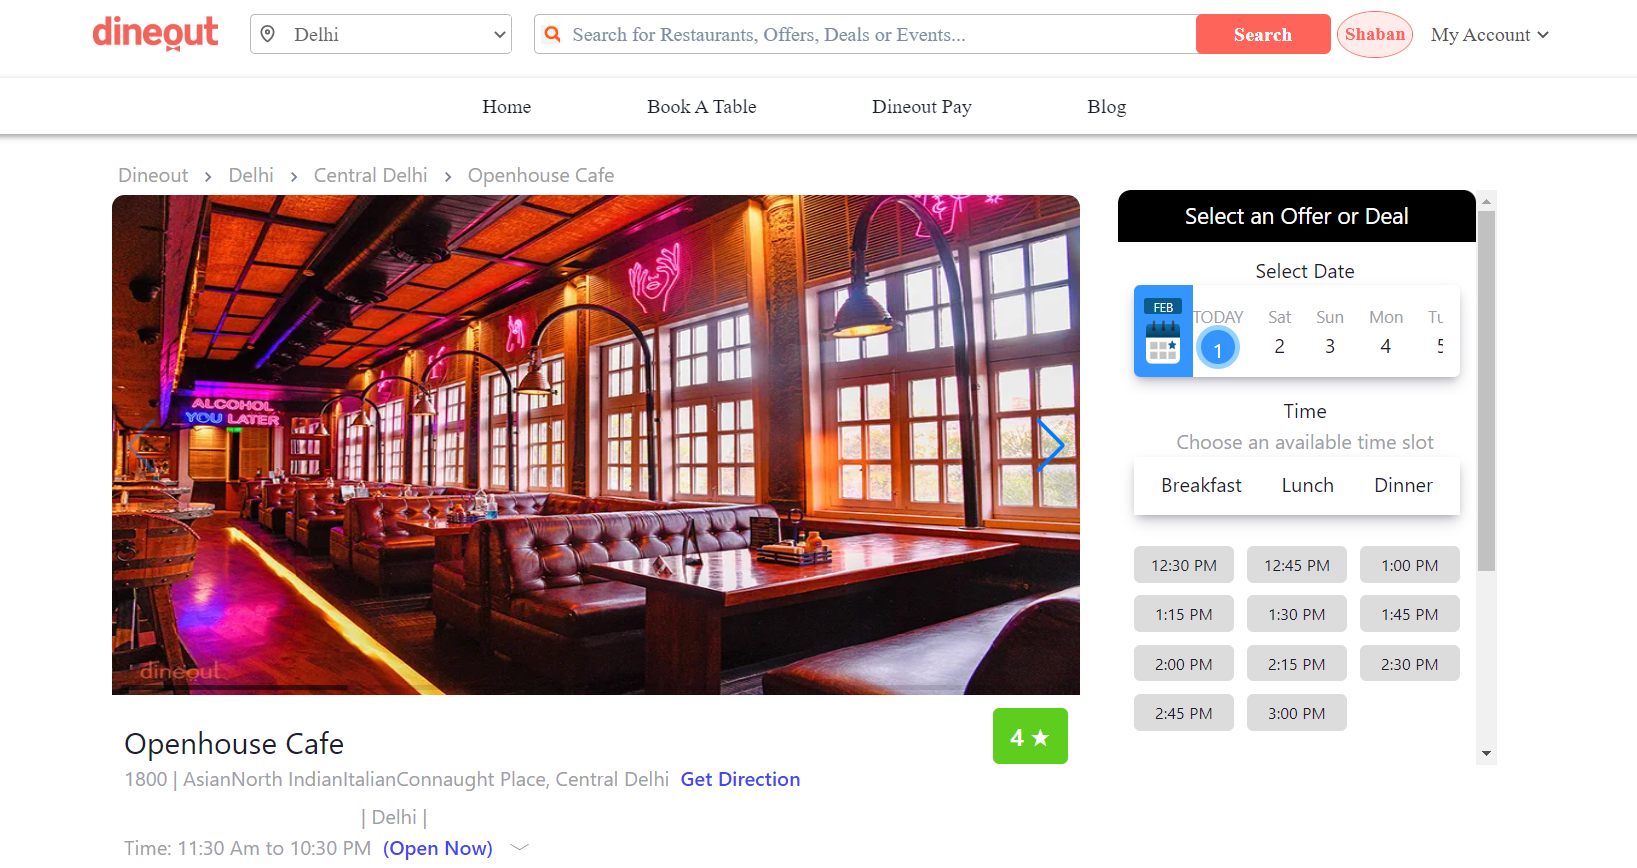 dineout
Delhi
Search for Restaurants, Offers, Deals or Events...
Search
Shaban
My Account
Home
Book A Table
Dineout Pay
Blog
Dineout > Delhi > Central Delhi > Openhouse Cafe
ALCOHOL
YOU LATER
dineout
Openhouse Cafe
4 ★
1800 | AsianNorth IndianItalianConnaught Place, Central Delhi Get Direction
| Delhi |
Time: 11:30 Am to 10:30 PM (Open Now)
Select an Offer or Deal
Select Date
FEB
TODAY Sat Sun Mon Tu
1 2 3 4 5
Time
Choose an available time slot
Breakfast Lunch Dinner
12:30 PM 12:45 PM 1:00 PM
1:15 PM 1:30 PM 1:45 PM
2:00 PM 2:15 PM 2:30 PM
2:45 PM 3:00 PM